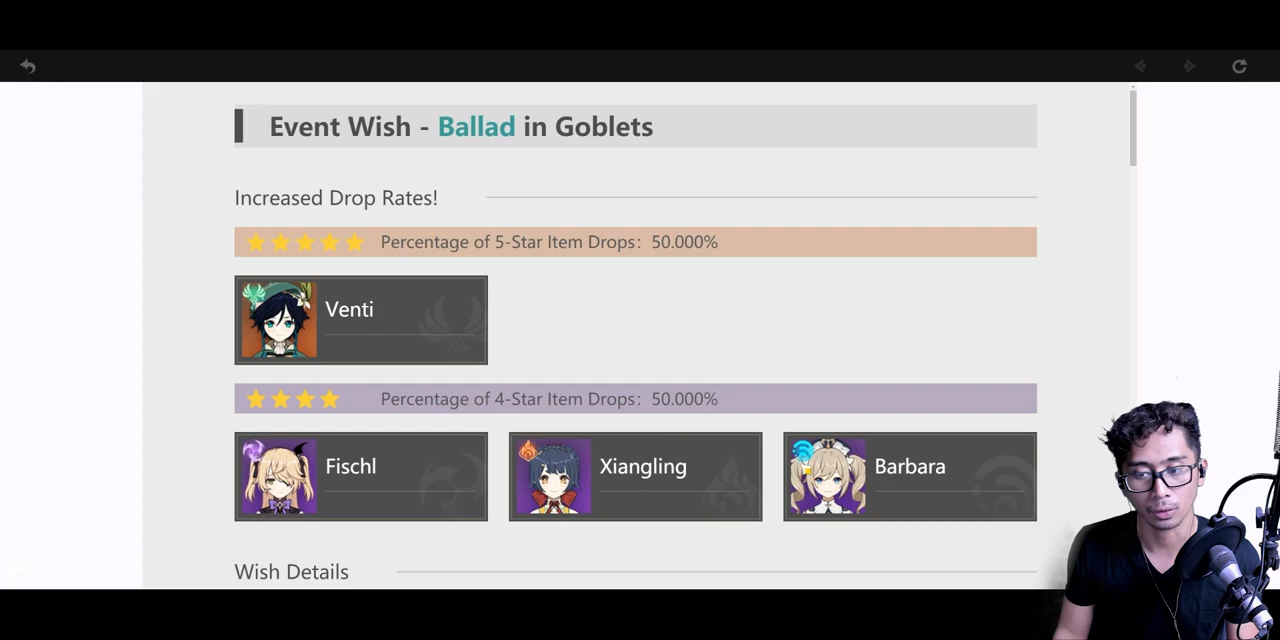 Event Wish - Ballad in Goblets
Increased Drop Rates!
Percentage of 5-Star Item Drops: 50.000%
Venti
Percentage of 4-Star Item Drops: 50.000%
Fischl
Xiangling
Barbara
Wish Details